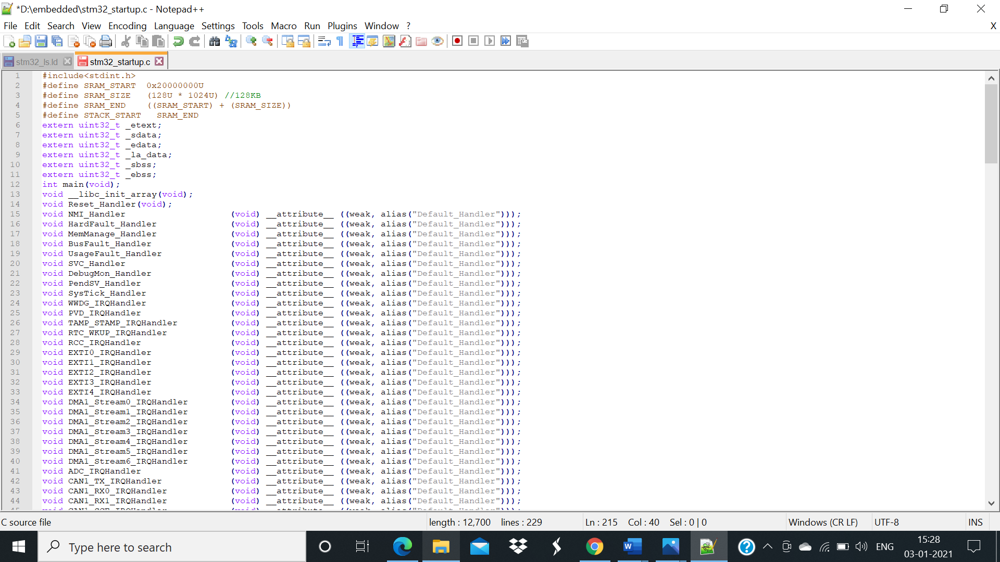 *D:\embedded\stm32_startup.c - Notepad++
File Edit Search View Encoding Language Settings Tools Macro Run Plugins Window ? X
stm32_ls.ld stm32_startup.c
1 #include<stdint.h>
2 #define SRAM_START 0x20000000U
3 #define SRAM_SIZE (128U * 1024U) //128KB
4 #define SRAM_END ((SRAM_START) + (SRAM_SIZE))
5 #define STACK_START SRAM_END
6 extern uint32_t _etext;
7 extern uint32_t _sdata;
8 extern uint32_t _edata;
9 extern uint32_t _la_data;
10 extern uint32_t _sbss;
11 extern uint32_t _ebss;
12 int main(void);
13 void __libc_init_array(void);
14 void Reset_Handler(void);
15 void NMI_Handler (void) __attribute__ ((weak, alias("Default_Handler")));
16 void HardFault_Handler (void) __attribute__ ((weak, alias("Default_Handler")));
17 void MemManage_Handler (void) __attribute__ ((weak, alias("Default_Handler")));
18 void BusFault_Handler (void) __attribute__ ((weak, alias("Default_Handler")));
19 void UsageFault_Handler (void) __attribute__ ((weak, alias("Default_Handler")));
20 void SVC_Handler (void) __attribute__ ((weak, alias("Default_Handler")));
21 void DebugMon_Handler (void) __attribute__ ((weak, alias("Default_Handler")));
22 void PendSV_Handler (void) __attribute__ ((weak, alias("Default_Handler")));
23 void SysTick_Handler (void) __attribute__ ((weak, alias("Default_Handler")));
24 void WWDG_IRQHandler (void) __attribute__ ((weak, alias("Default_Handler")));
25 void PVD_IRQHandler (void) __attribute__ ((weak, alias("Default_Handler")));
26 void TAMP_STAMP_IRQHandler (void) __attribute__ ((weak, alias("Default_Handler")));
27 void RTC_WKUP_IRQHandler (void) __attribute__ ((weak, alias("Default_Handler")));
28 void RCC_IRQHandler (void) __attribute__ ((weak, alias("Default_Handler")));
29 void EXTI0_IRQHandler (void) __attribute__ ((weak, alias("Default_Handler")));
30 void EXTI1_IRQHandler (void) __attribute__ ((weak, alias("Default_Handler")));
31 void EXTI2_IRQHandler (void) __attribute__ ((weak, alias("Default_Handler")));
32 void EXTI3_IRQHandler (void) __attribute__ ((weak, alias("Default_Handler")));
33 void EXTI4_IRQHandler (void) __attribute__ ((weak, alias("Default_Handler")));
34 void DMA1_Stream0_IRQHandler (void) __attribute__ ((weak, alias("Default_Handler")));
35 void DMA1_Stream1_IRQHandler (void) __attribute__ ((weak, alias("Default_Handler")));
36 void DMA1_Stream2_IRQHandler (void) __attribute__ ((weak, alias("Default_Handler")));
37 void DMA1_Stream3_IRQHandler (void) __attribute__ ((weak, alias("Default_Handler")));
38 void DMA1_Stream4_IRQHandler (void) __attribute__ ((weak, alias("Default_Handler")));
39 void DMA1_Stream5_IRQHandler (void) __attribute__ ((weak, alias("Default_Handler")));
40 void DMA1_Stream6_IRQHandler (void) __attribute__ ((weak, alias("Default_Handler")));
41 void ADC_IRQHandler (void) __attribute__ ((weak, alias("Default_Handler")));
42 void CAN1_TX_IRQHandler (void) __attribute__ ((weak, alias("Default_Handler")));
43 void CAN1_RX0_IRQHandler (void) __attribute__ ((weak, alias("Default_Handler")));
44 void CAN1_RX1_IRQHandler (void) __attribute__ ((weak, alias("Default_Handler")));
C source file length : 12,700 lines : 229 Ln : 215 Col : 40 Sel : 0 | 0 Windows (CR LF) UTF-8 INS
Type here to search
ENG
15:28
03-01-2021